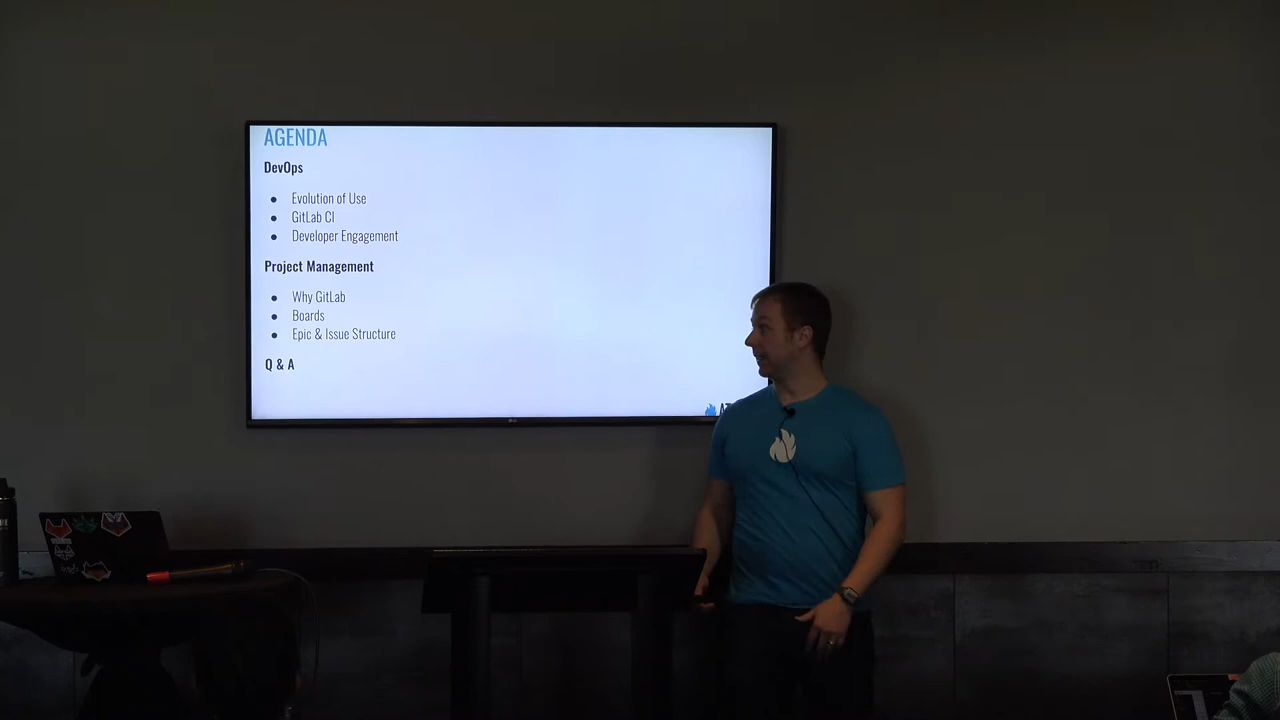 AGENDA
DevOps
● Evolution of Use
● GitLab CI
● Developer Engagement
Project Management
● Why GitLab
● Boards
● Epic & Issue Structure
Q & A